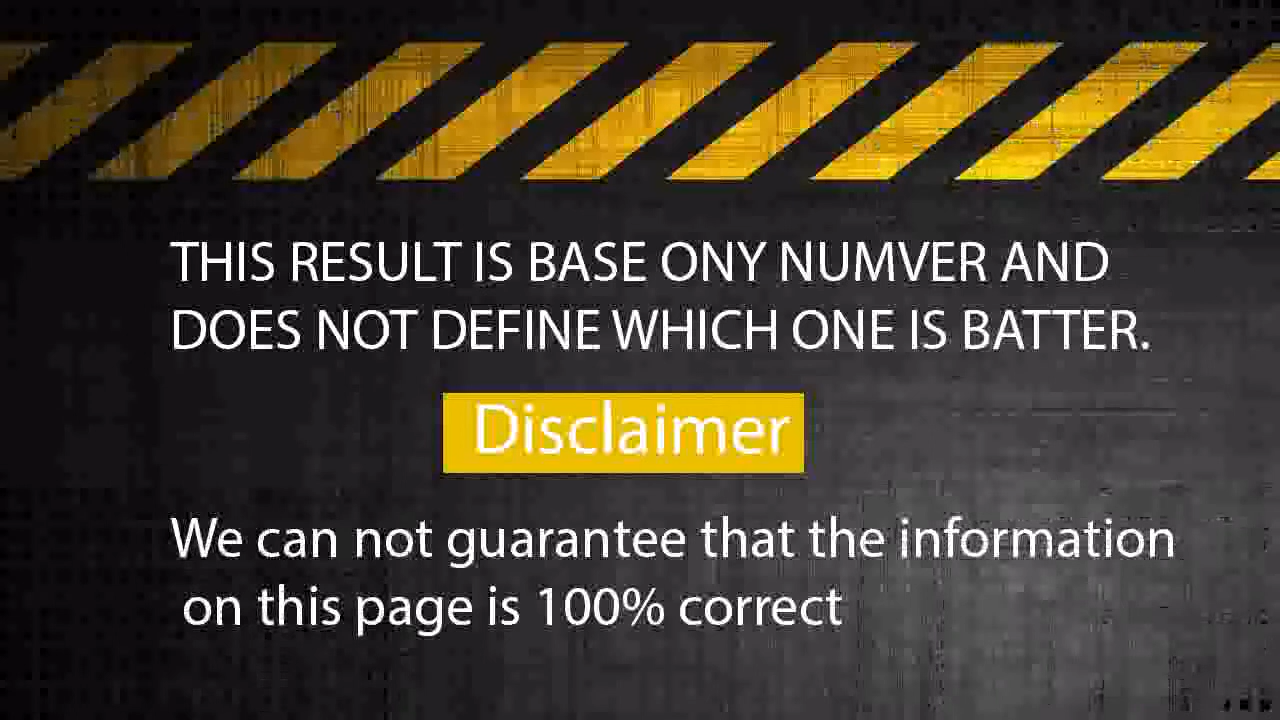 THIS RESULT IS BASE ONY NUMVER AND
DOES NOT DEFINE WHICH ONE IS BATTER.
Disclaimer
We can not guarantee that the information
on this page is 100% correct